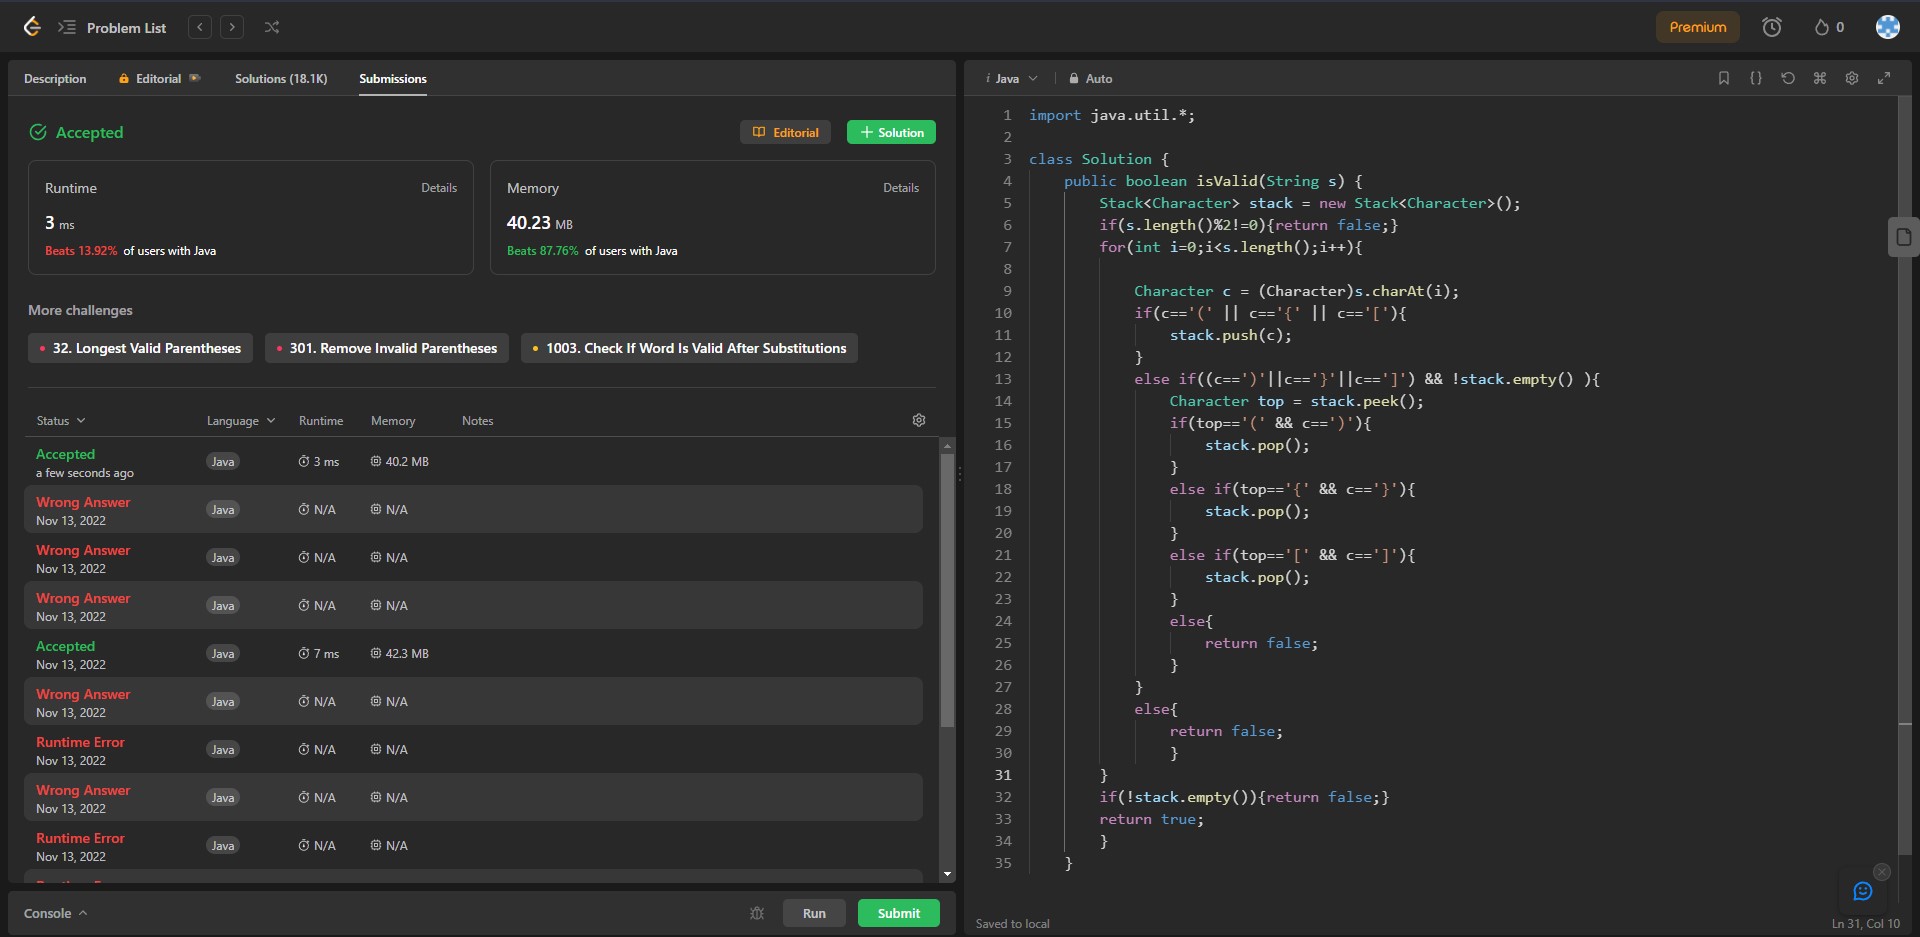 Problem List
Premium
0
Description
Editorial
Solutions (18.1K)
Submissions
Accepted
Editorial
+ Solution
Runtime
Details
3 ms
Beats 13.92% of users with Java
Memory
Details
40.23 MB
Beats 87.76% of users with Java
More challenges
32. Longest Valid Parentheses
301. Remove Invalid Parentheses
1003. Check If Word Is Valid After Substitutions
Status
Language
Runtime
Memory
Notes
Accepted
a few seconds ago
Java
3 ms
40.2 MB
Wrong Answer
Nov 13, 2022
Java
N/A
N/A
Wrong Answer
Nov 13, 2022
Java
N/A
N/A
Wrong Answer
Nov 13, 2022
Java
N/A
N/A
Accepted
Nov 13, 2022
Java
7 ms
42.3 MB
Wrong Answer
Nov 13, 2022
Java
N/A
N/A
Runtime Error
Nov 13, 2022
Java
N/A
N/A
Wrong Answer
Nov 13, 2022
Java
N/A
N/A
Runtime Error
Nov 13, 2022
Java
N/A
N/A
Console
Run
Submit
i Java
Auto
{}
1 import java.util.*;
2
3 class Solution {
4 public boolean isValid(String s) {
5 Stack<Character> stack = new Stack<Character>();
6 if(s.length()%2!=0){return false;}
7 for(int i=0;i<s.length();i++){
8
9 Character c = (Character)s.charAt(i);
10 if(c=='(' || c=='{' || c=='['){
11 stack.push(c);
12 }
13 else if((c==')'||c=='}'||c==']') && !stack.empty() ){
14 Character top = stack.peek();
15 if(top=='(' && c==')'){
16 stack.pop();
17 }
18 else if(top=='{' && c=='}'){
19 stack.pop();
20 }
21 else if(top=='[' && c==']'){
22 stack.pop();
23 }
24 else{
25 return false;
26 }
27 }
28 else{
29 return false;
30 }
31 }
32 if(!stack.empty()){return false;}
33 return true;
34 }
35 }
Saved to local
Ln 31, Col 10